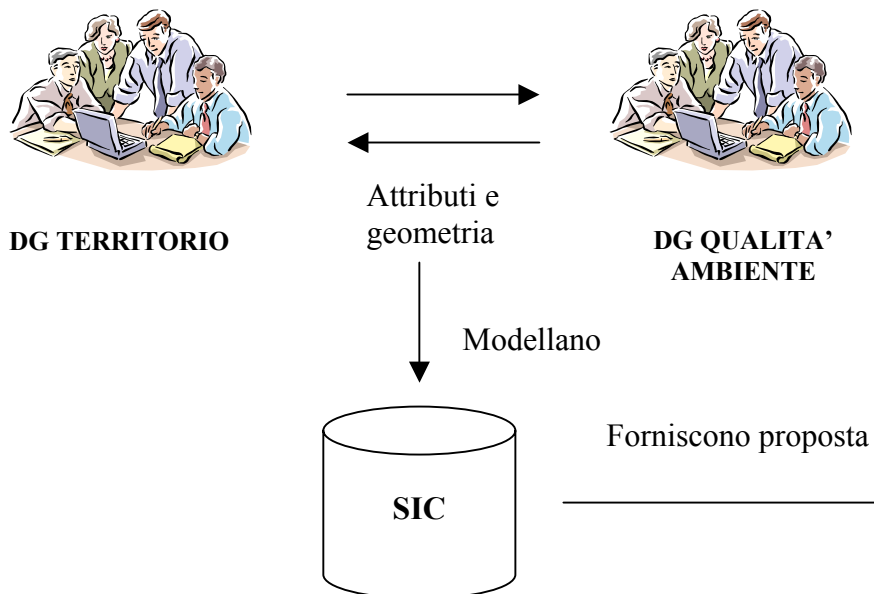 Attributi e
geometria
DG TERRITORIO
DG QUALITA’
AMBIENTE
Modellano
Forniscono proposta
SIC